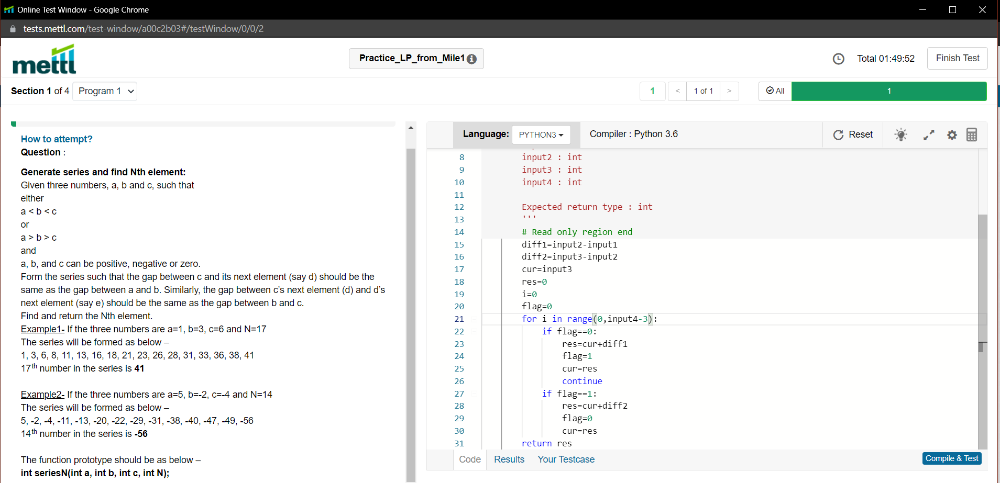 Online Test Window - Google Chrome
tests.mettl.com/test-window/a00c2b03#/testWindow/0/0/2
mettl
Practice_LP_from_Mile1
Total 01:49:52
Finish Test
Section 1 of 4
Program 1
1
<
1 of 1
>
All
1
How to attempt?
Question :
Generate series and find Nth element:
Given three numbers, a, b and c, such that
either
a < b < c
or
a > b > c
and
a, b, and c can be positive, negative or zero.
Form the series such that the gap between c and its next element (say d) should be the
same as the gap between a and b. Similarly, the gap between c’s next element (d) and d’s
next element (say e) should be the same as the gap between b and c.
Find and return the Nth element.
Example1- If the three numbers are a=1, b=3, c=6 and N=17
The series will be formed as below –
1, 3, 6, 8, 11, 13, 16, 18, 21, 23, 26, 28, 31, 33, 36, 38, 41
17th number in the series is 41
Example2- If the three numbers are a=5, b=-2, c=-4 and N=14
The series will be formed as below –
5, -2, -4, -11, -13, -20, -22, -29, -31, -38, -40, -47, -49, -56
14th number in the series is -56
The function prototype should be as below –
int seriesN(int a, int b, int c, int N);
Language: PYTHON3
Compiler : Python 3.6
Reset
8 input2 : int
9 input3 : int
10 input4 : int
11
12 Expected return type : int
13 '''
14 # Read only region end
15 diff1=input2-input1
16 diff2=input3-input2
17 cur=input3
18 res=0
19 i=0
20 flag=0
21 for i in range(0,input4-3):
22 if flag==0:
23 res=cur+diff1
24 flag=1
25 cur=res
26 continue
27 if flag==1:
28 res=cur+diff2
29 flag=0
30 cur=res
31 return res
Code
Results
Your Testcase
Compile & Test